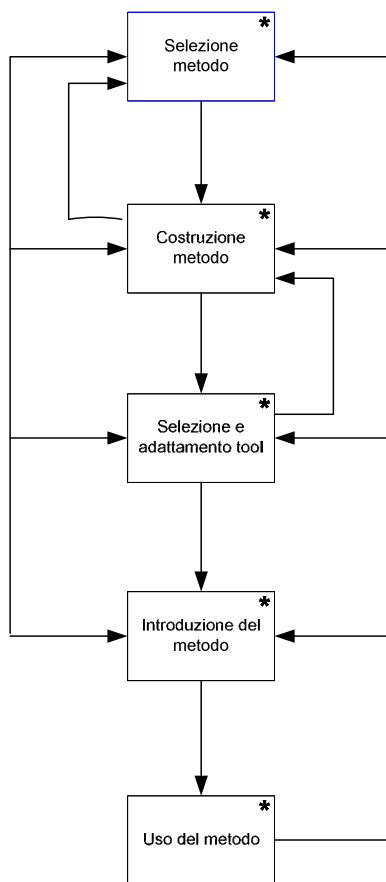 *
Selezione
metodo
*
Costruzione
metodo
*
Selezione e
adattamento tool
*
Introduzione del
metodo
*
Uso del metodo